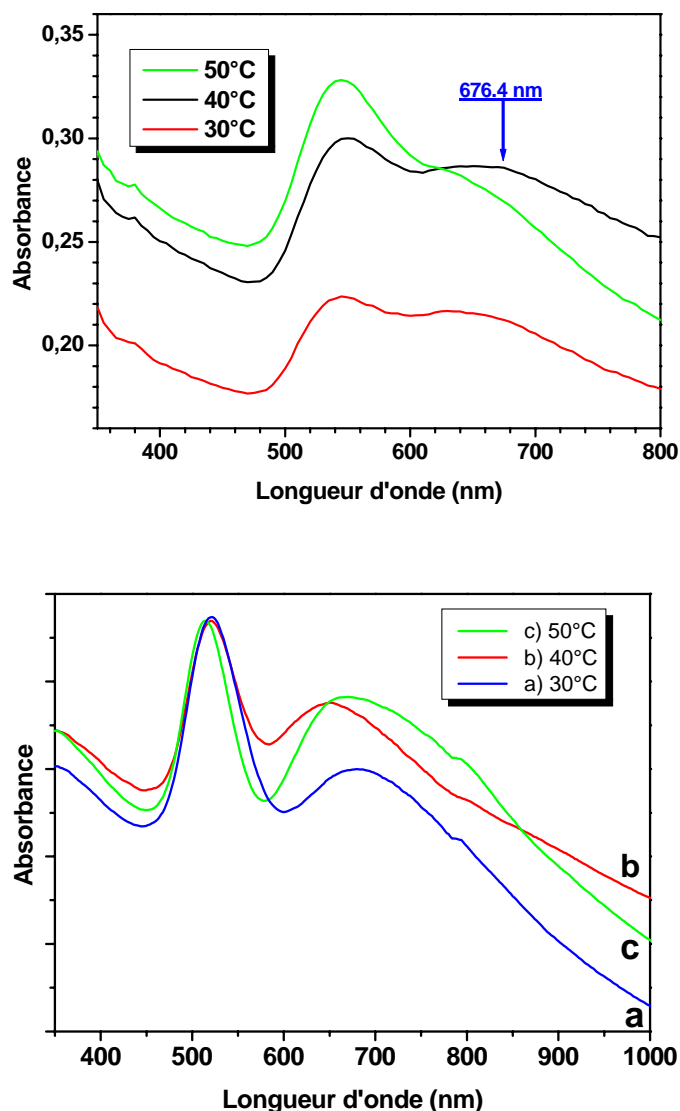 0,35
0,30
0,25
0,20
Absorbance
50°C
40°C
30°C
676.4 nm
400 500 600 700 800
Longueur d'onde (nm)
Absorbance
c) 50°C
b) 40°C
a) 30°C
b
c
a
400 500 600 700 800 900 1000
Longueur d'onde (nm)